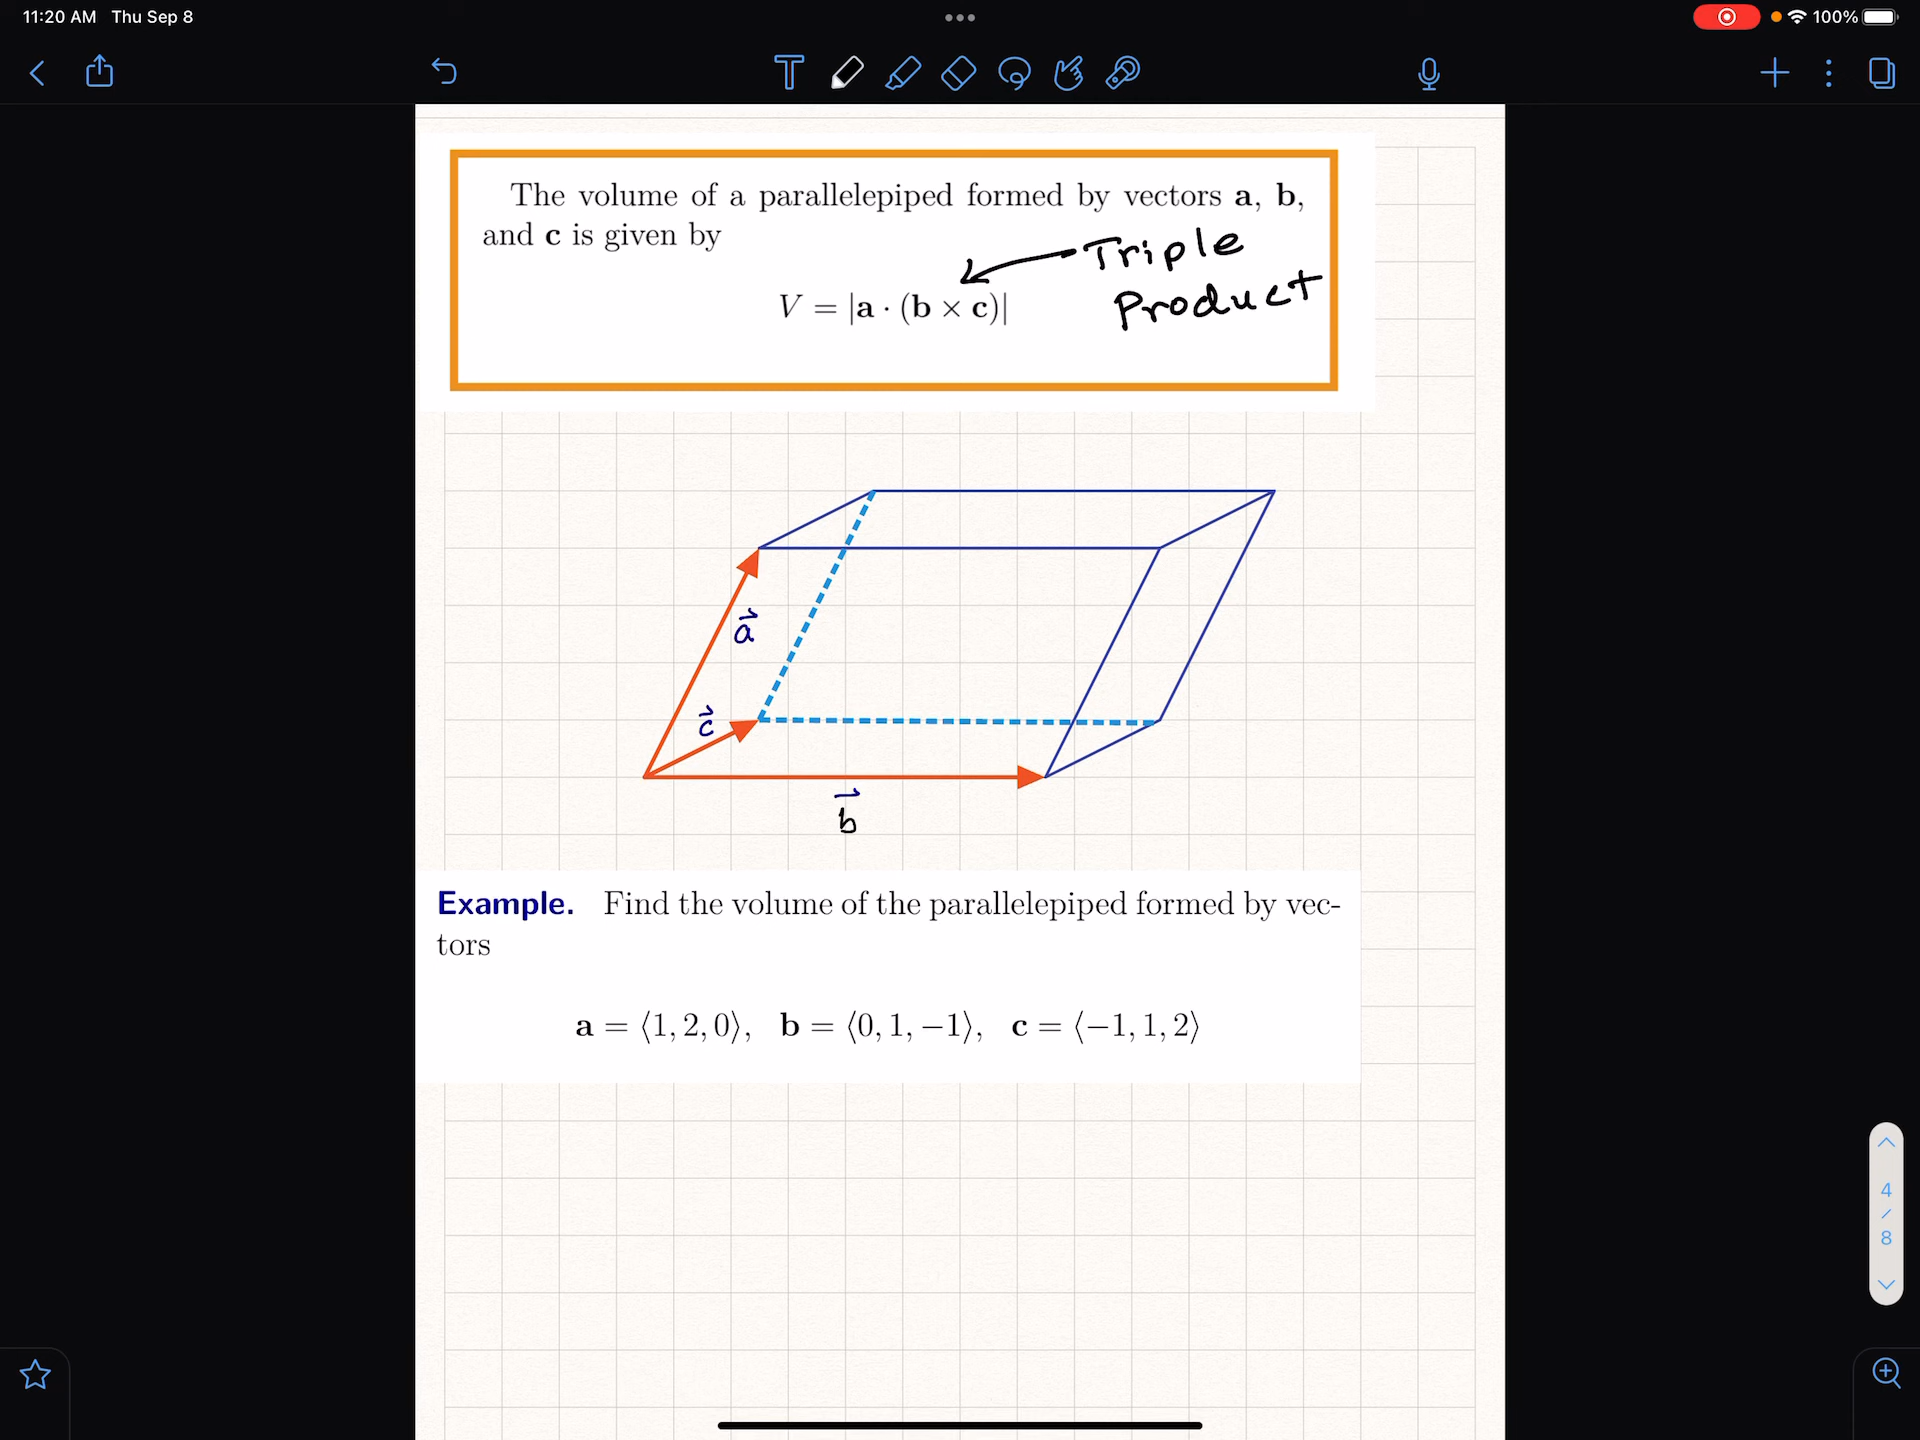 11:20 AM Thu Sep 8
100%
The volume of a parallelepiped formed by vectors a, b,
and c is given by
Triple
Product
V = |a · (b × c)|
a⃗
c⃗
b⃗
Example. Find the volume of the parallelepiped formed by vec-
tors
a = ⟨1, 2, 0⟩, b = ⟨0, 1, −1⟩, c = ⟨−1, 1, 2⟩
4
/
8